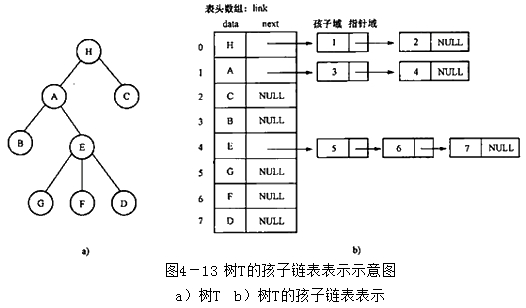 表头数组：link
data next 孩子域 指针域
H
A
C
B
E
G
F
D
a)
0 H 1 2 NULL
1 A 3 4 NULL
2 C NULL
3 B NULL
4 E 5 6 7 NULL
5 G NULL
6 F NULL
7 D NULL
b)
图4－13 树T的孩子链表表示示意图
a）树T b）树T的孩子链表表示